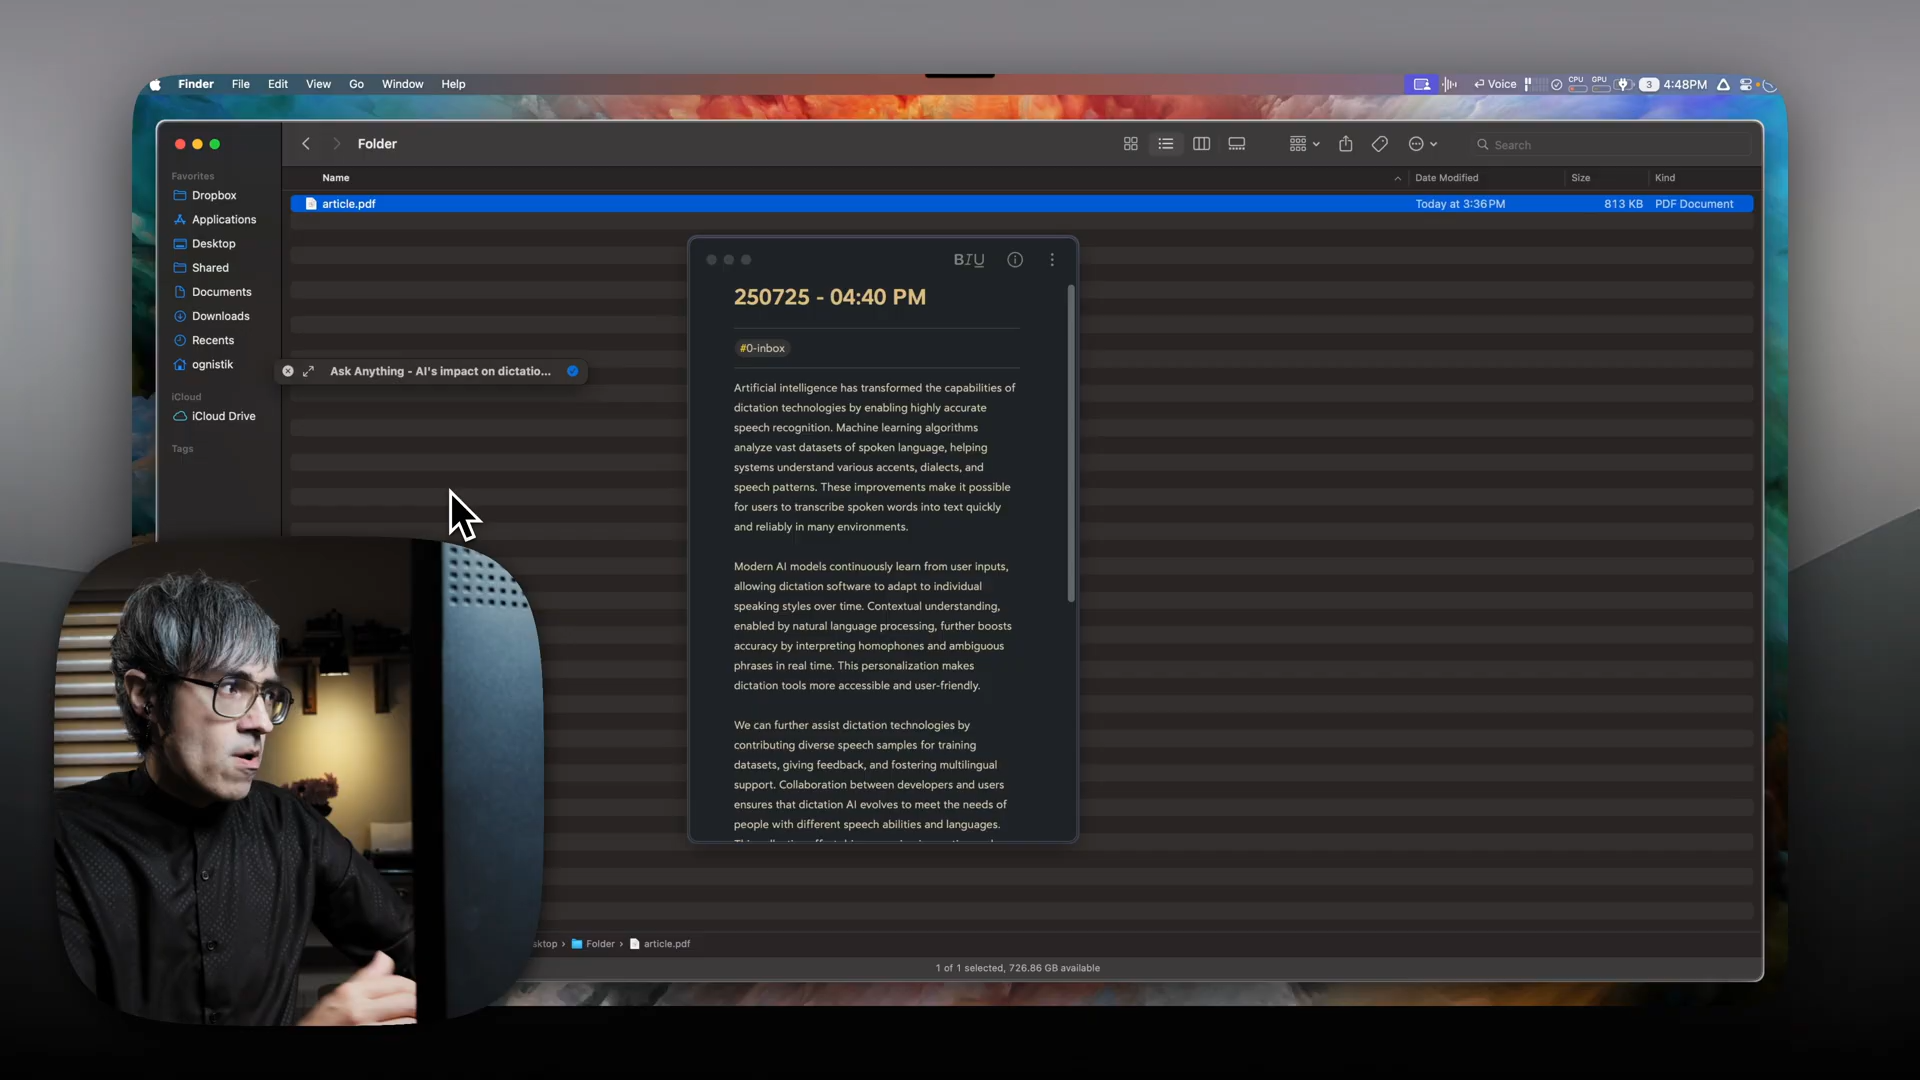 Finder File Edit View Go Window Help
Voice CPU GPU 3 4:48PM
Folder
Search
Favorites
Dropbox
Applications
Desktop
Shared
Documents
Downloads
Recents
ognistik
iCloud
iCloud Drive
Tags
Name Date Modified Size Kind
article.pdf Today at 3:36PM 813 KB PDF Document
Ask Anything - AI's impact on dictatio...
BIU
250725 - 04:40 PM
#0-inbox
Artificial intelligence has transformed the capabilities of
dictation technologies by enabling highly accurate
speech recognition. Machine learning algorithms
analyze vast datasets of spoken language, helping
systems understand various accents, dialects, and
speech patterns. These improvements make it possible
for users to transcribe spoken words into text quickly
and reliably in many environments.
Modern AI models continuously learn from user inputs,
allowing dictation software to adapt to individual
speaking styles over time. Contextual understanding,
enabled by natural language processing, further boosts
accuracy by interpreting homophones and ambiguous
phrases in real time. This personalization makes
dictation tools more accessible and user-friendly.
We can further assist dictation technologies by
contributing diverse speech samples for training
datasets, giving feedback, and fostering multilingual
support. Collaboration between developers and users
ensures that dictation AI evolves to meet the needs of
people with different speech abilities and languages.
sktop › Folder › article.pdf
1 of 1 selected, 726.86 GB available